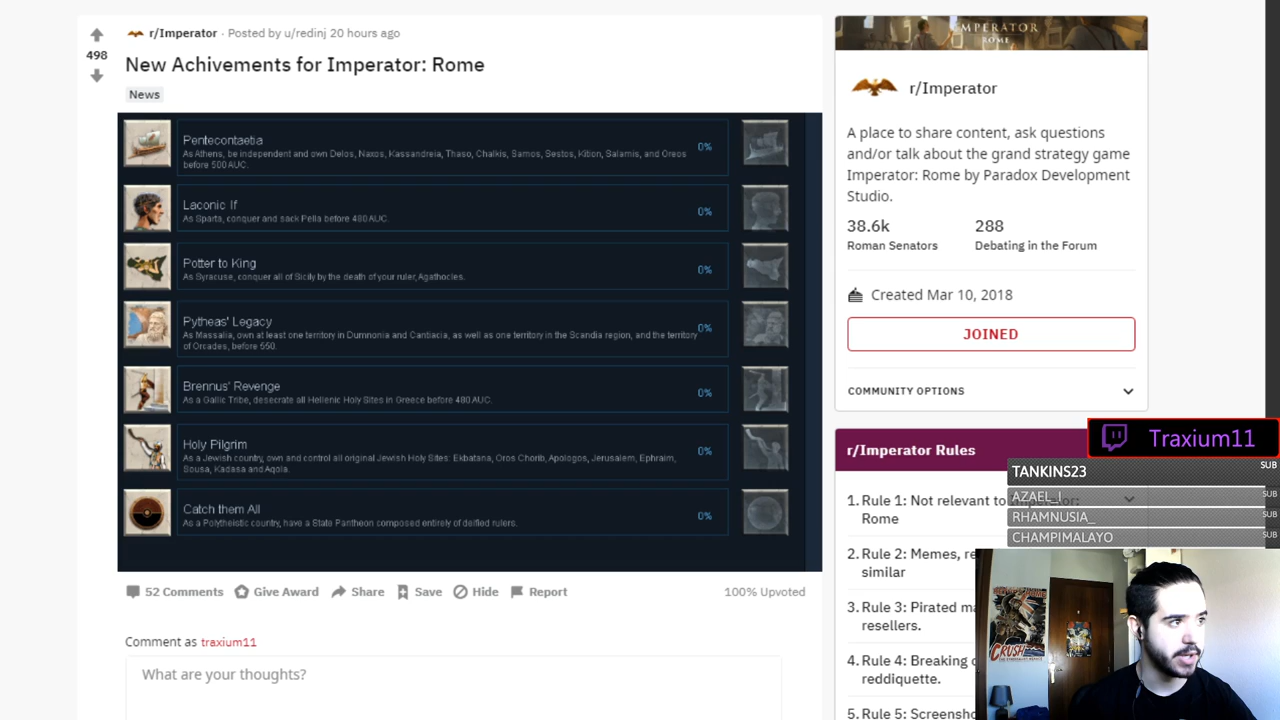 498
r/Imperator · Posted by u/redinj 20 hours ago
New Achivements for Imperator: Rome
News
Pentecontaetia
As Athens, be independent and own Delos, Naxos, Kassandreia, Thaso, Chalkis, Samos, Sestos, Kition, Salamis, and Oreos
before 500 AUC.
0%
Laconic If
As Sparta, conquer and sack Pella before 480 AUC.
0%
Potter to King
As Syracuse, conquer all of Sicily by the death of your ruler, Agathocles.
0%
Pytheas' Legacy
As Massalia, own at least one territory in Dumnonia and Cantiacia, as well as one territory in the Scandia region, and the territory
of Orcades, before 550.
0%
Brennus' Revenge
As a Gallic Tribe, desecrate all Hellenic Holy Sites in Greece before 480 AUC.
0%
Holy Pilgrim
As a Jewish country, own and control all original Jewish Holy Sites: Ekbatana, Oros Chorib, Apologos, Jerusalem, Ephraim,
Sousa, Kadasa and Aqola.
0%
Catch them All
As a Polytheistic country, have a State Pantheon composed entirely of deified rulers.
0%
52 Comments Give Award Share Save Hide Report 100% Upvoted
Comment as traxium11
What are your thoughts?
IMPERATOR
ROME
r/Imperator
A place to share content, ask questions
and/or talk about the grand strategy game
Imperator: Rome by Paradox Development
Studio.
38.6k 288
Roman Senators Debating in the Forum
Created Mar 10, 2018
JOINED
COMMUNITY OPTIONS
r/Imperator Rules
1. Rule 1: Not relevant to
Rome
2. Rule 2: Memes, re
similar
3. Rule 3: Pirated ma
resellers.
4. Rule 4: Breaking
reddiquette.
5. Rule 5: Screensho
Traxium11
TANKINS23 SUB
AZAEL_I SUB
RHAMNUSIA_ SUB
CHAMPIMALAYO SUB
CRUSH